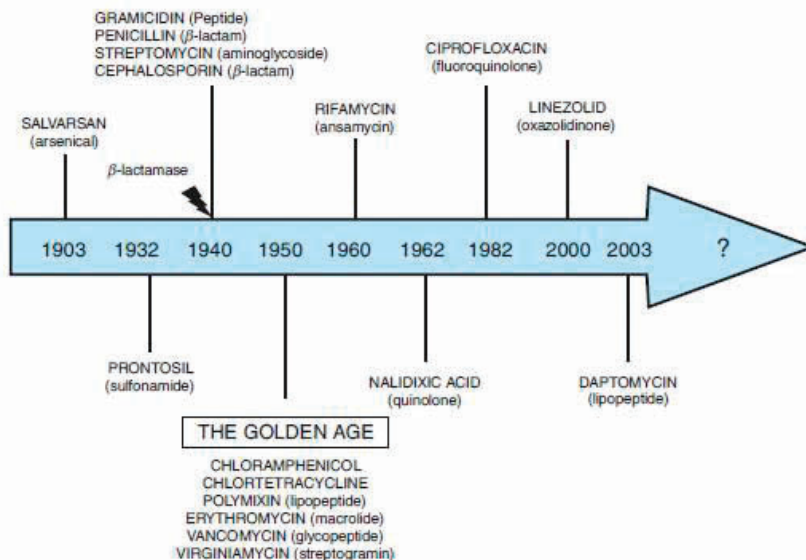 GRAMICIDIN (Peptide)
PENICILLIN (β-lactam)
STREPTOMYCIN (aminoglycoside)
CEPHALOSPORIN (β-lactam)
CIPROFLOXACIN
(fluoroquinolone)
SALVARSAN
(arsenical)
RIFAMYCIN
(ansamycin)
LINEZOLID
(oxazolidinone)
β-lactamase
1903 1932 1940 1950 1960 1962 1982 2000 2003 ?
PRONTOSIL
(sulfonamide)
NALIDIXIC ACID
(quinolone)
DAPTOMYCIN
(lipopeptide)
THE GOLDEN AGE
CHLORAMPHENICOL
CHLORTETRACYCLINE
POLYMIXIN (lipopeptide)
ERYTHROMYCIN (macrolide)
VANCOMYCIN (glycopeptide)
VIRGINIAMYCIN (streptogramin)